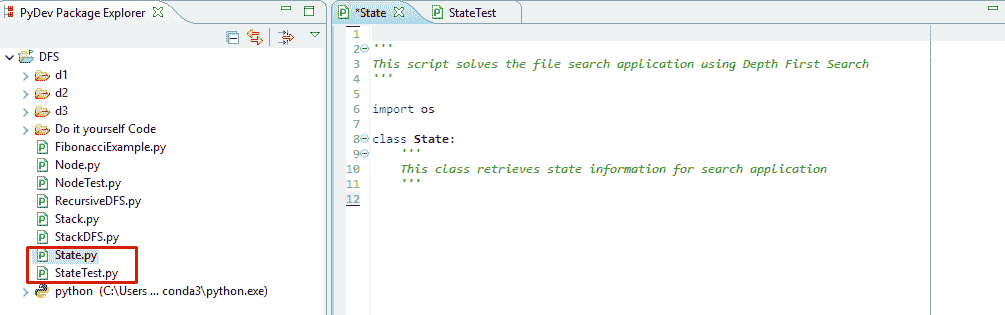 PyDev Package Explorer
DFS
d1
d2
d3
Do it yourself Code
FibonacciExample.py
Node.py
NodeTest.py
RecursiveDFS.py
Stack.py
StackDFS.py
State.py
StateTest.py
python (C:\Users ... conda3\python.exe)
*State
StateTest
1
2 '''
3 This script solves the file search application using Depth First Search
4 '''
5
6 import os
7
8 class State:
9 '''
10 This class retrieves state information for search application
11 '''
12